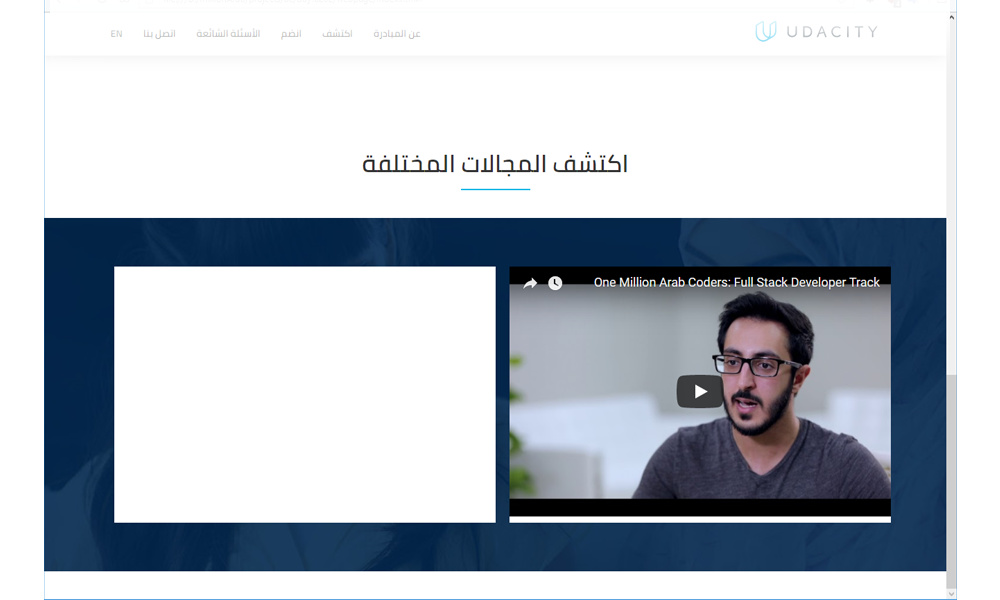 UDACITY
عن المبادرة اكتشف انضم الأسئلة الشائعة اتصل بنا EN
اكتشف المجالات المختلفة
One Million Arab Coders: Full Stack Developer Track